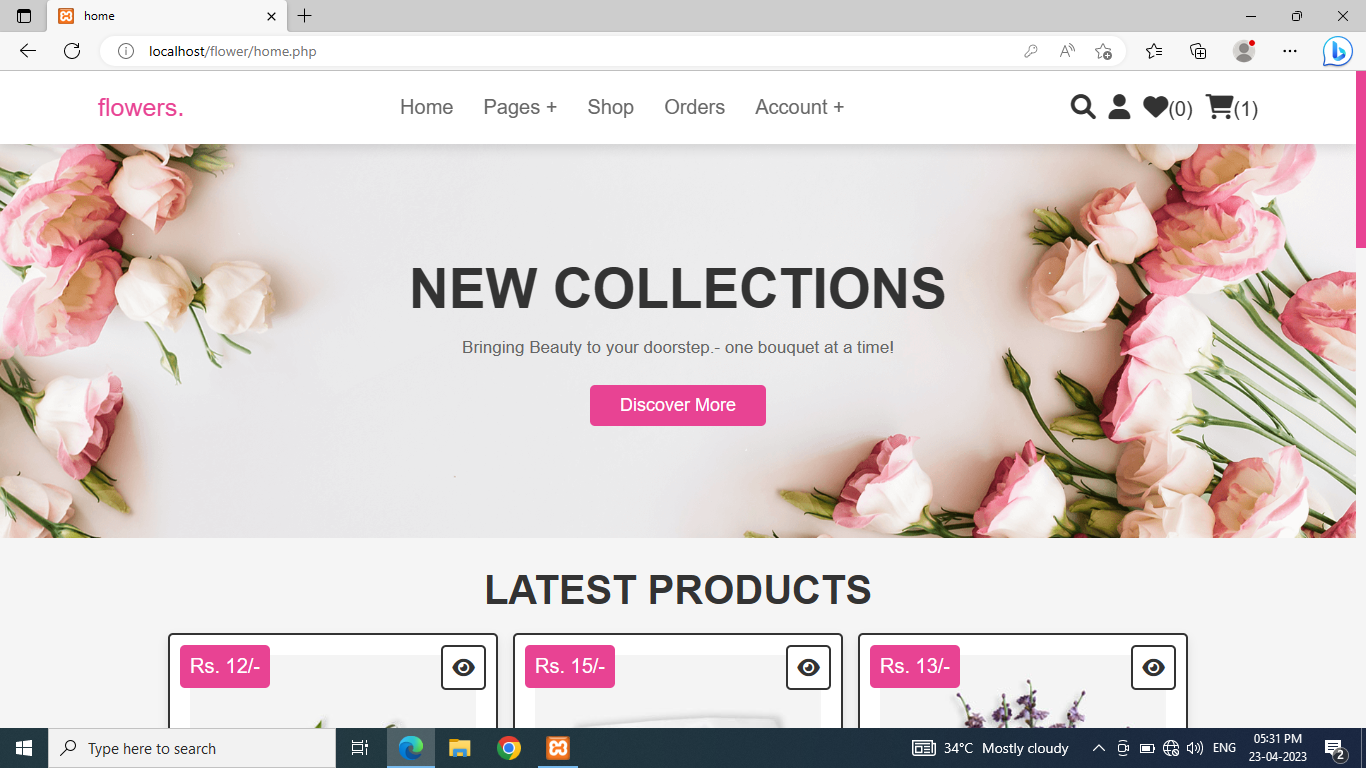 home
localhost/flower/home.php
flowers.
Home Pages + Shop Orders Account + (0) (1)
NEW COLLECTIONS
Bringing Beauty to your doorstep.- one bouquet at a time!
Discover More
LATEST PRODUCTS
Rs. 12/- Rs. 15/- Rs. 13/-
Type here to search
34°C Mostly cloudy
ENG
05:31 PM
23-04-2023
2